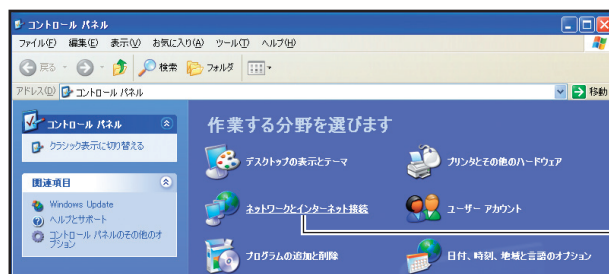 コントロール パネル
ファイル(F) 編集(E) 表示(V) お気に入り(A) ツール(T) ヘルプ(H)
戻る 検索 フォルダ
アドレス(D) コントロール パネル 移動
コントロール パネル
クラシック表示に切り替える
関連項目
Windows Update
ヘルプとサポート
コントロール パネルのその他のオ
プション
作業する分野を選びます
デスクトップの表示とテーマ
プリンタとその他のハードウェア
ネットワークとインターネット接続
ユーザー アカウント
プログラムの追加と削除
日付、時刻、地域と言語のオプション